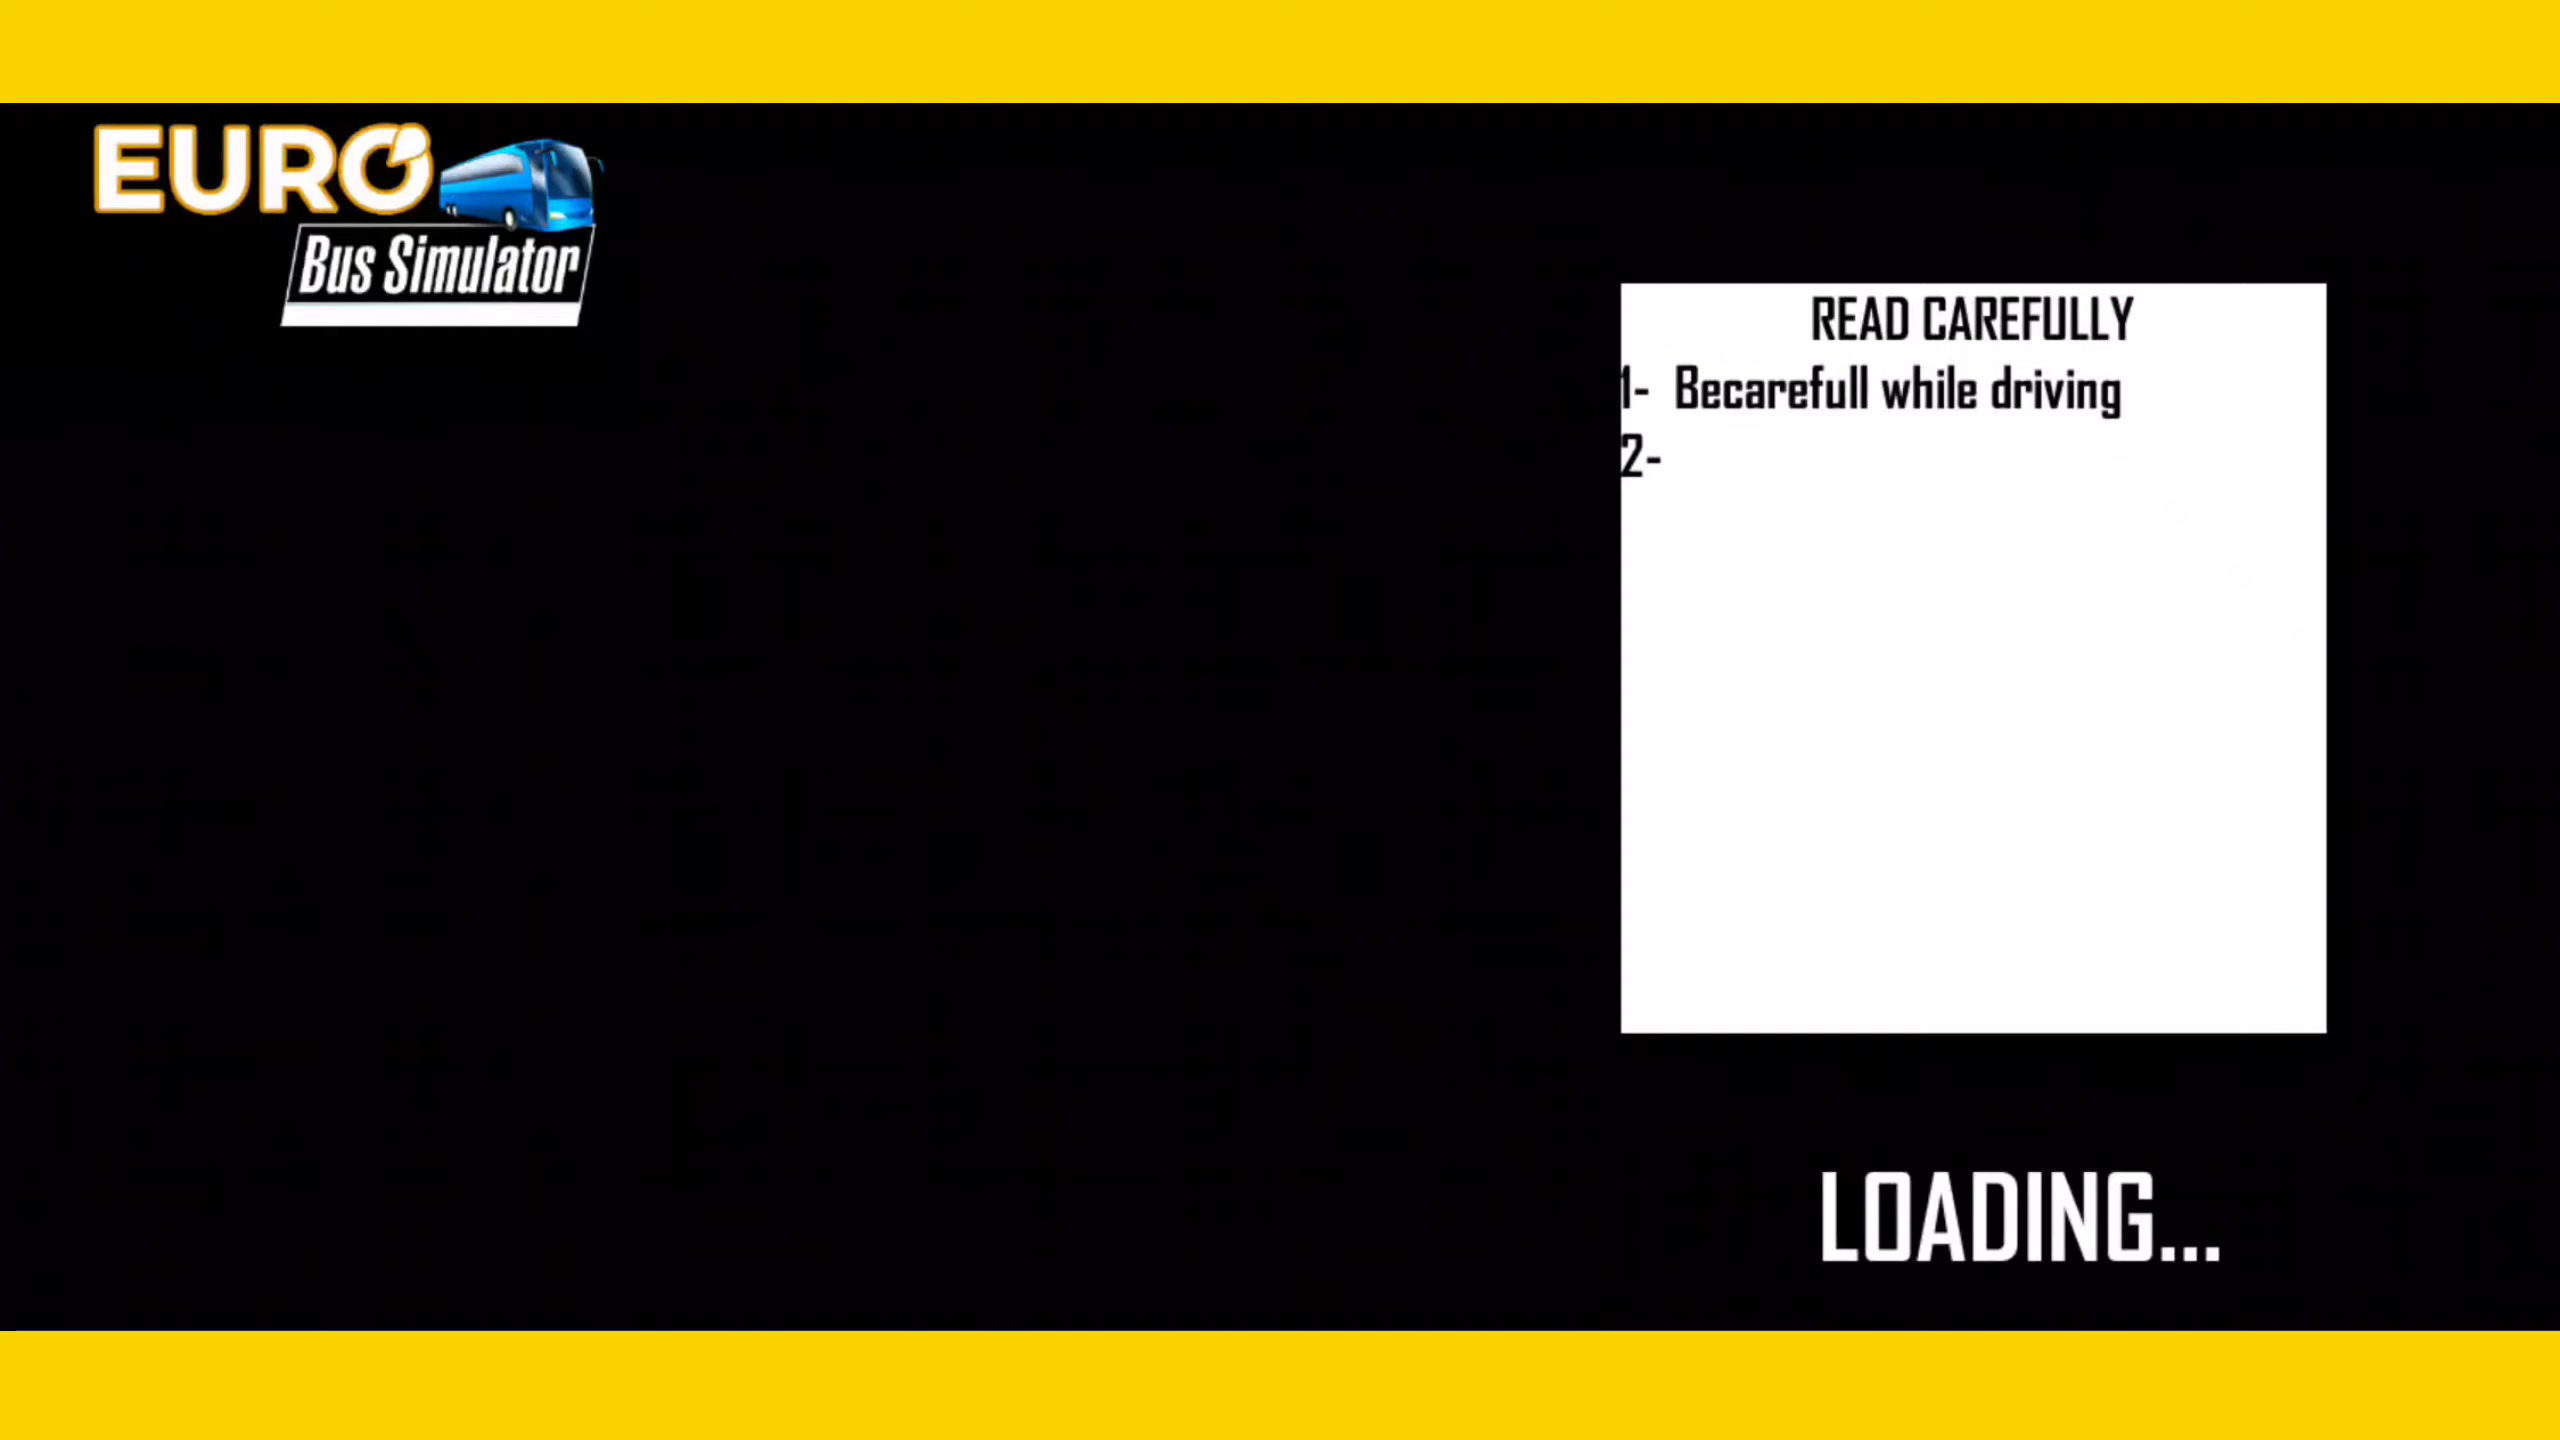 EURO
Bus Simulator
READ CAREFULLY
1- Becarefull while driving
2-
LOADING...